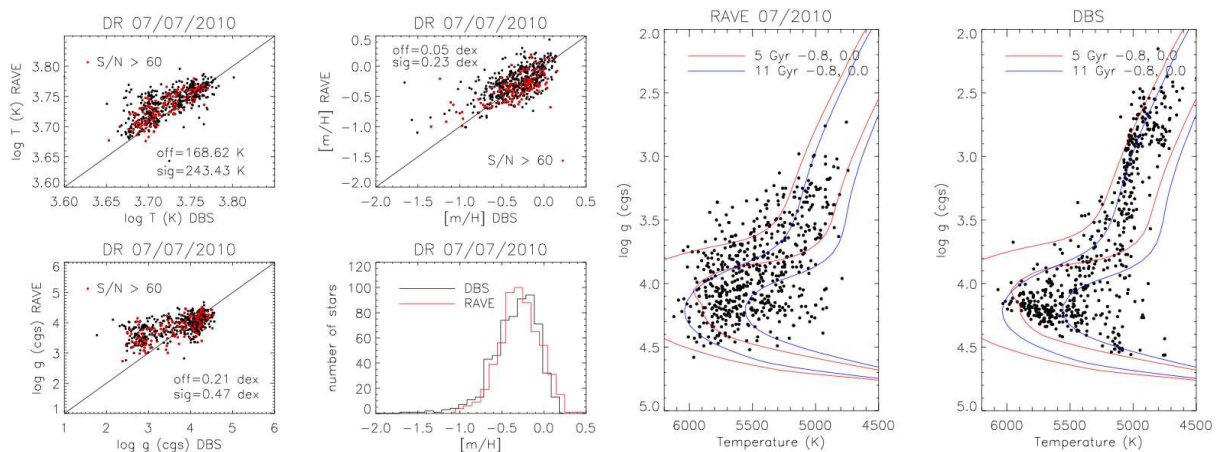 DR 07/07/2010
S/N > 60
off=168.62 K
sig=243.43 K
log T (K) RAVE
log T (K) DBS
3.80
3.75
3.70
3.65
3.60
3.60 3.65 3.70 3.75 3.80
DR 07/07/2010
off=0.05 dex
sig=0.23 dex
S/N > 60
[m/H] RAVE
[m/H] DBS
0.5
0.0
−0.5
−1.0
−1.5
−2.0
−2.0 −1.5 −1.0 −0.5 0.0 0.5
DR 07/07/2010
S/N > 60
off=0.21 dex
sig=0.47 dex
log g (cgs) RAVE
log g (cgs) DBS
6
5
4
3
2
1
1 2 3 4 5 6
DR 07/07/2010
DBS
RAVE
number of stars
[m/H]
120
100
80
60
40
20
0
−2.0 −1.5 −1.0 −0.5 0.0 0.5
RAVE 07/2010
5 Gyr −0.8, 0.0
11 Gyr −0.8, 0.0
log g (cgs)
2.0
2.5
3.0
3.5
4.0
4.5
5.0
6000 5500 5000 4500
Temperature (K)
DBS
5 Gyr −0.8, 0.0
11 Gyr −0.8, 0.0
log g (cgs)
2.0
2.5
3.0
3.5
4.0
4.5
5.0
6000 5500 5000 4500
Temperature (K)